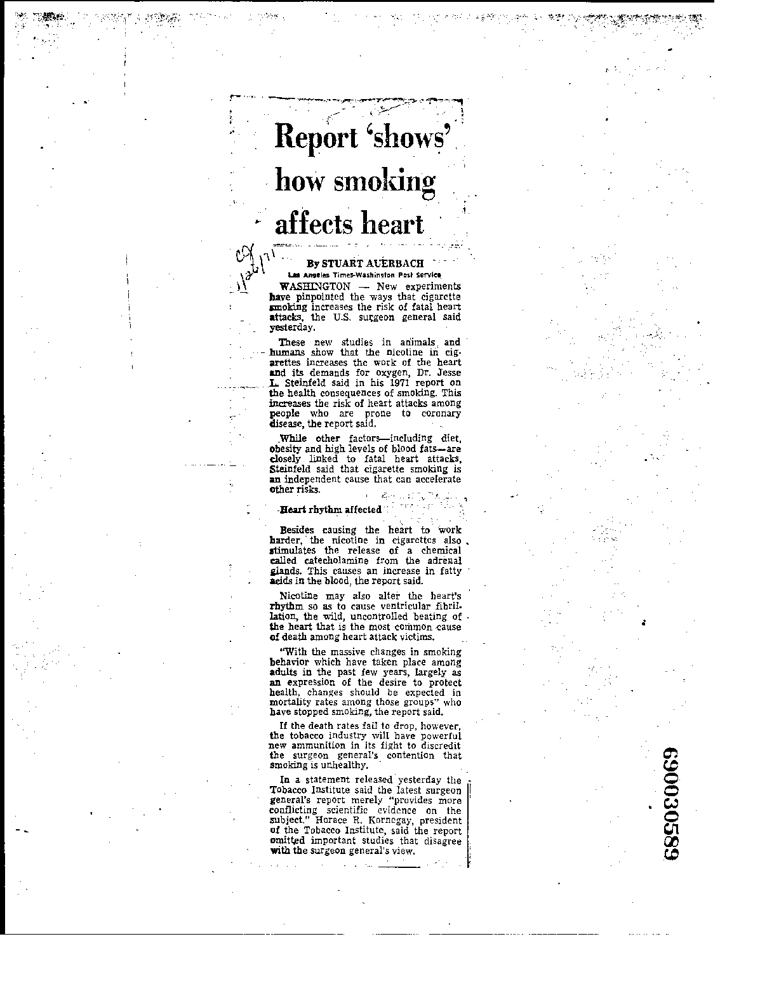 Report ‘shows’
how smoking
affects heart
1/26/71
By STUART AUERBACH
Los Angeles Times-Washington Post Service
WASHINGTON — New experiments
have pinpointed the ways that cigarette
smoking increases the risk of fatal heart
attacks, the U.S. surgeon general said
yesterday.
These new studies in animals and
humans show that the nicotine in cig-
arettes increases the work of the heart
and its demands for oxygen, Dr. Jesse
L. Steinfeld said in his 1971 report on
the health consequences of smoking. This
increases the risk of heart attacks among
people who are prone to coronary
disease, the report said.
While other factors—including diet,
obesity and high levels of blood fats—are
closely linked to fatal heart attacks,
Steinfeld said that cigarette smoking is
an independent cause that can accelerate
other risks.
Heart rhythm affected
Besides causing the heart to work
harder, the nicotine in cigarettes also
stimulates the release of a chemical
called catecholamine from the adrenal
glands. This causes an increase in fatty
acids in the blood, the report said.
Nicotine may also alter the heart's
rhythm so as to cause ventricular fibril-
lation, the wild, uncontrolled beating of
the heart that is the most common cause
of death among heart attack victims.
"With the massive changes in smoking
behavior which have taken place among
adults in the past few years, largely as
an expression of the desire to protect
health, changes should be expected in
mortality rates among those groups" who
have stopped smoking, the report said.
If the death rates fail to drop, however,
the tobacco industry will have powerful
new ammunition in its fight to discredit
the surgeon general's contention that
smoking is unhealthy.
In a statement released yesterday the
Tobacco Institute said the latest surgeon
general's report merely "provides more
conflicting scientific evidence on the
subject." Horace R. Kornegay, president
of the Tobacco Institute, said the report
omitted important studies that disagree
with the surgeon general's view.
690030589